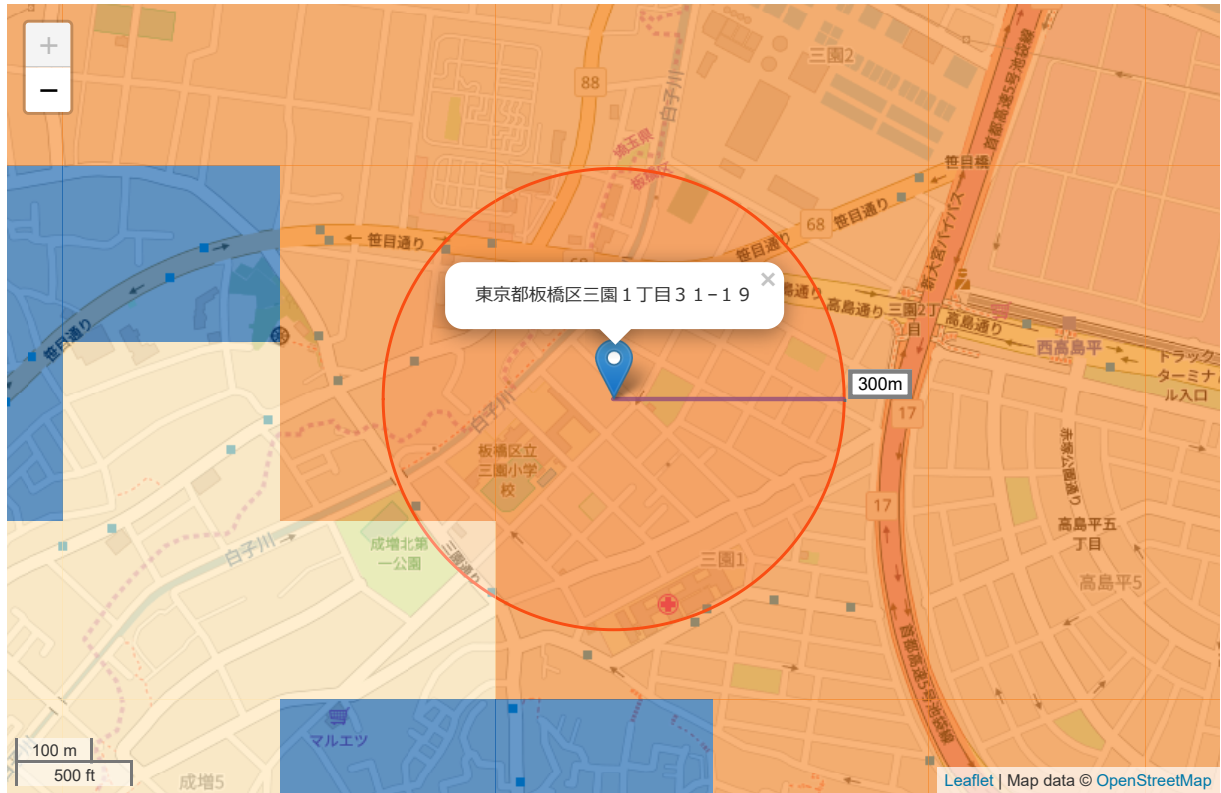 +
−
88
三園2
白子川
首都高速5号池袋線
埼玉県
板橋区
笹目橋
68
笹目通り
笹目通り
笹目通り
新大宮バイパス
東京都板橋区三園１丁目３１−１９
×
高島通り
三園2丁
目
高島通り
西高島平
トラック
ターミナ
ル入口
笹目通り
300m
17
白子川
板橋区立
三園小学
校
赤塚公園通り
17
高島平五
丁目
白子川
成増北第
一公園
三園通り
三園1
高島平5
首都高速5号池袋線
マルエツ
100 m
500 ft
成増5
Leaflet | Map data © OpenStreetMap